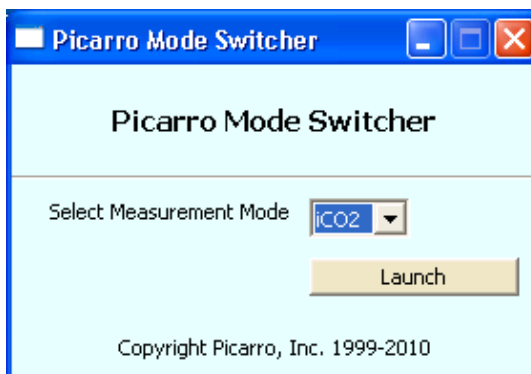 Picarro Mode Switcher
Picarro Mode Switcher
Select Measurement Mode iCO2
Launch
Copyright Picarro, Inc. 1999-2010